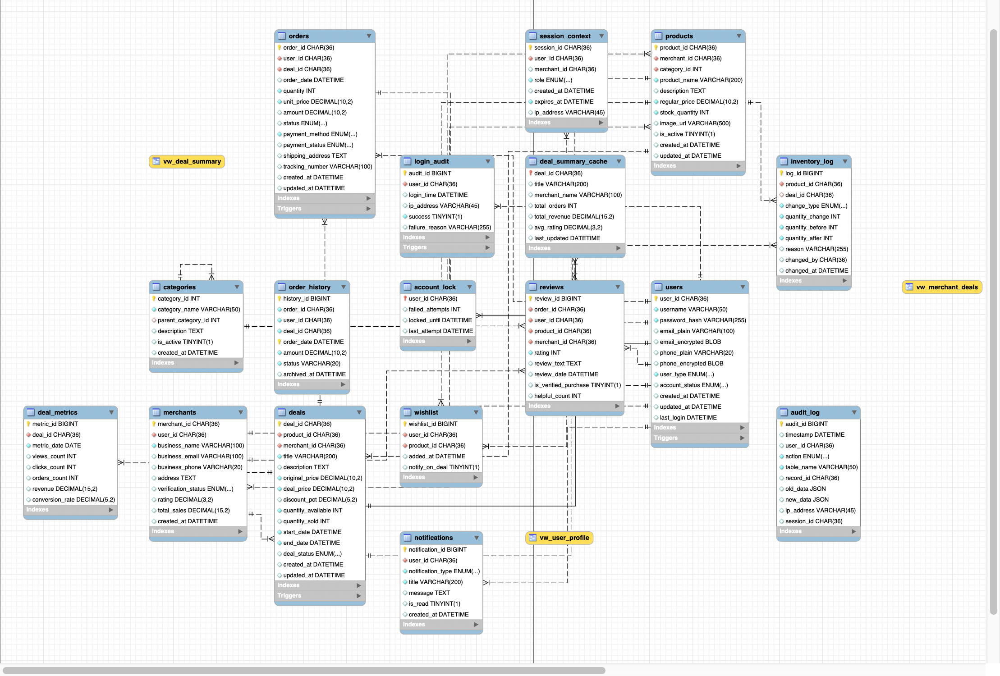 orders
order_id CHAR(36)
user_id CHAR(36)
deal_id CHAR(36)
order_date DATETIME
quantity INT
unit_price DECIMAL(10,2)
amount DECIMAL(10,2)
status ENUM(...)
payment_method ENUM(...)
payment_status ENUM(...)
shipping_address TEXT
tracking_number VARCHAR(100)
created_at DATETIME
updated_at DATETIME
Indexes
Triggers
session_context
session_id CHAR(36)
user_id CHAR(36)
merchant_id CHAR(36)
role ENUM(...)
created_at DATETIME
expires_at DATETIME
ip_address VARCHAR(45)
Indexes
products
product_id CHAR(36)
merchant_id CHAR(36)
category_id INT
product_name VARCHAR(200)
description TEXT
regular_price DECIMAL(10,2)
stock_quantity INT
image_url VARCHAR(500)
is_active TINYINT(1)
created_at DATETIME
updated_at DATETIME
Indexes
vw_deal_summary
login_audit
audit_id BIGINT
user_id CHAR(36)
login_time DATETIME
ip_address VARCHAR(45)
success TINYINT(1)
failure_reason VARCHAR(255)
Indexes
Triggers
deal_summary_cache
deal_id CHAR(36)
title VARCHAR(200)
merchant_name VARCHAR(100)
total_orders INT
total_revenue DECIMAL(15,2)
avg_rating DECIMAL(3,2)
last_updated DATETIME
Indexes
inventory_log
log_id BIGINT
product_id CHAR(36)
deal_id CHAR(36)
change_type ENUM(...)
quantity_change INT
quantity_before INT
quantity_after INT
reason VARCHAR(255)
changed_by CHAR(36)
changed_at DATETIME
Indexes
categories
category_id INT
category_name VARCHAR(50)
parent_category_id INT
description TEXT
is_active TINYINT(1)
created_at DATETIME
Indexes
order_history
history_id BIGINT
order_id CHAR(36)
user_id CHAR(36)
deal_id CHAR(36)
order_date DATETIME
amount DECIMAL(10,2)
status VARCHAR(20)
archived_at DATETIME
Indexes
account_lock
user_id CHAR(36)
failed_attempts INT
locked_until DATETIME
last_attempt DATETIME
Indexes
reviews
review_id BIGINT
order_id CHAR(36)
user_id CHAR(36)
product_id CHAR(36)
merchant_id CHAR(36)
rating INT
review_text TEXT
review_date DATETIME
is_verified_purchase TINYINT(1)
helpful_count INT
Indexes
users
user_id CHAR(36)
username VARCHAR(50)
password_hash VARCHAR(255)
email_plain VARCHAR(100)
email_encrypted BLOB
phone_plain VARCHAR(20)
phone_encrypted BLOB
user_type ENUM(...)
account_status ENUM(...)
created_at DATETIME
updated_at DATETIME
last_login DATETIME
Indexes
Triggers
vw_merchant_deals
deal_metrics
metric_id BIGINT
deal_id CHAR(36)
metric_date DATE
views_count INT
clicks_count INT
orders_count INT
revenue DECIMAL(15,2)
conversion_rate DECIMAL(5,2)
Indexes
merchants
merchant_id CHAR(36)
user_id CHAR(36)
business_name VARCHAR(100)
business_email VARCHAR(100)
business_phone VARCHAR(20)
address TEXT
verification_status ENUM(...)
rating DECIMAL(3,2)
total_sales DECIMAL(15,2)
created_at DATETIME
Indexes
deals
deal_id CHAR(36)
product_id CHAR(36)
merchant_id CHAR(36)
title VARCHAR(200)
description TEXT
original_price DECIMAL(10,2)
deal_price DECIMAL(10,2)
discount_pct DECIMAL(5,2)
quantity_available INT
quantity_sold INT
start_date DATETIME
end_date DATETIME
deal_status ENUM(...)
created_at DATETIME
updated_at DATETIME
Indexes
Triggers
wishlist
wishlist_id BIGINT
user_id CHAR(36)
product_id CHAR(36)
added_at DATETIME
notify_on_deal TINYINT(1)
Indexes
audit_log
audit_id BIGINT
timestamp DATETIME
user_id CHAR(36)
action ENUM(...)
table_name VARCHAR(50)
record_id CHAR(36)
old_data JSON
new_data JSON
ip_address VARCHAR(45)
session_id CHAR(36)
Indexes
notifications
notification_id BIGINT
user_id CHAR(36)
notification_type ENUM(...)
title VARCHAR(200)
message TEXT
is_read TINYINT(1)
created_at DATETIME
Indexes
vw_user_profile